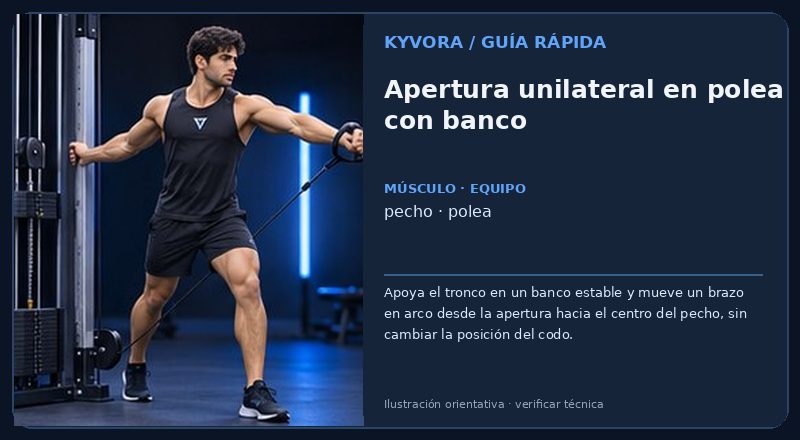 KYVORA / GUÍA RÁPIDA
Apertura unilateral en polea
con banco
MÚSCULO · EQUIPO
pecho · polea
Apoya el tronco en un banco estable y mueve un brazo
en arco desde la apertura hacia el centro del pecho, sin
cambiar la posición del codo.
Ilustración orientativa · verificar técnica